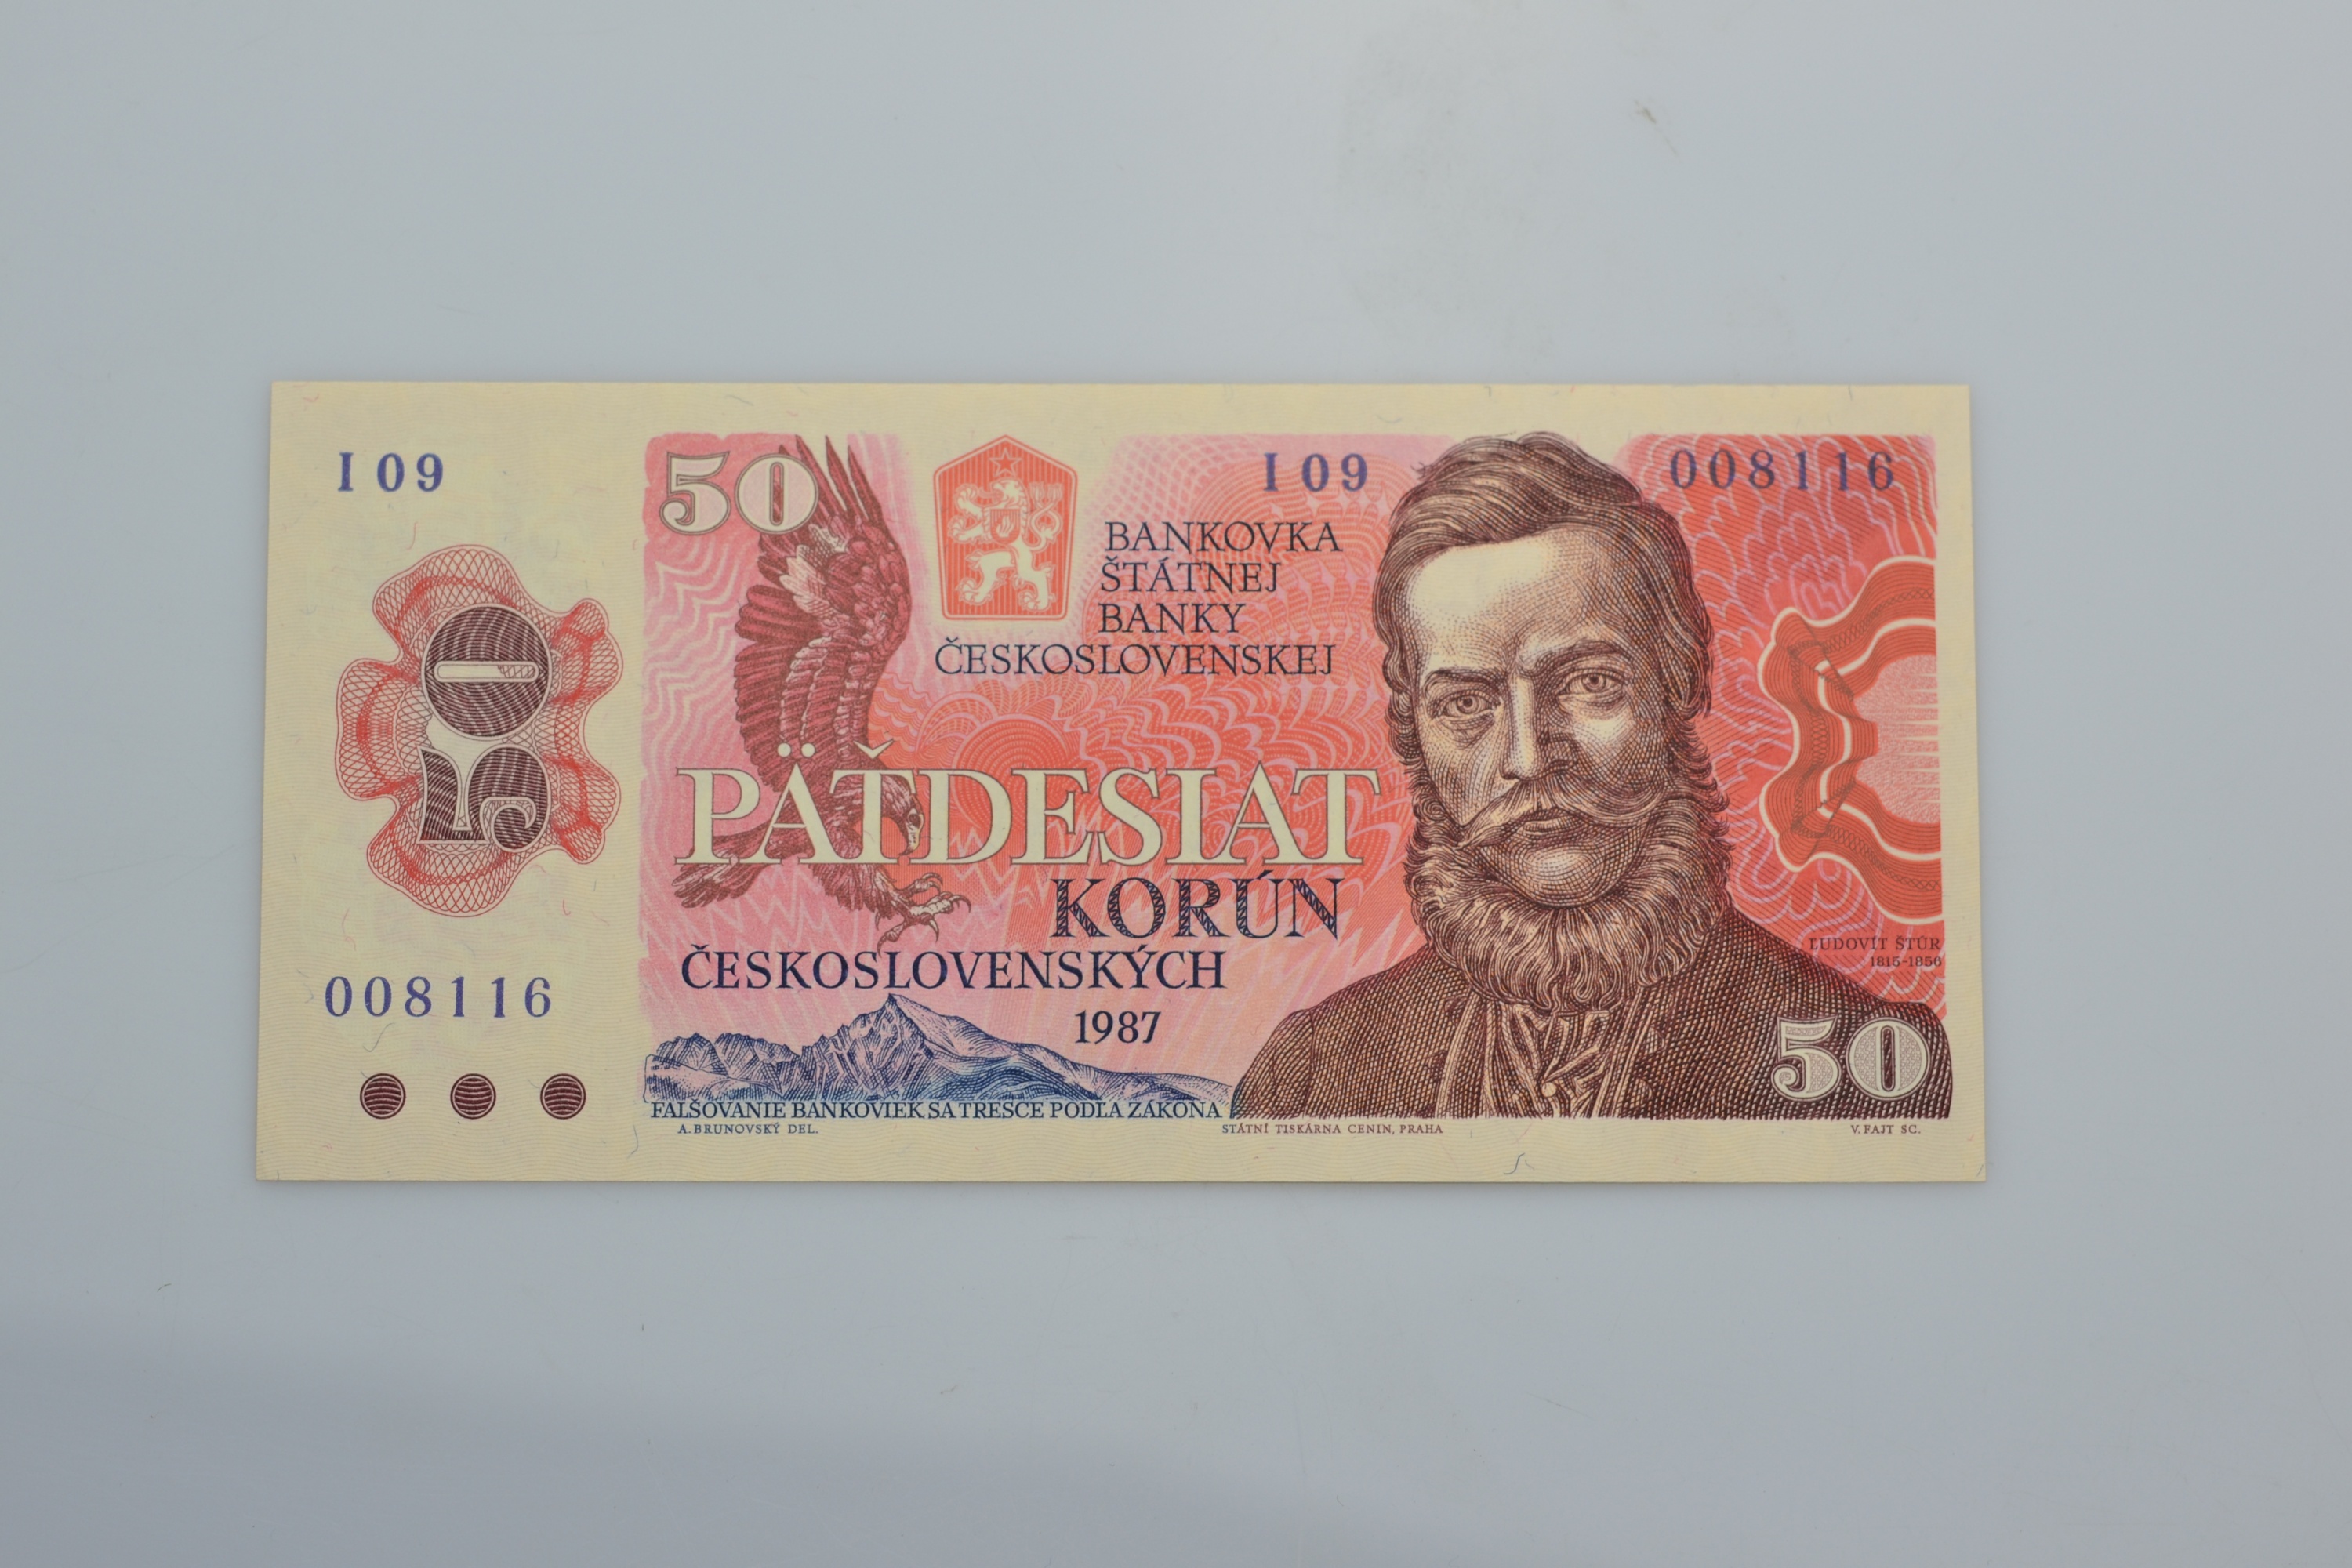 I 09
50
008116
50
I 09
008116
BANKOVKA
ŠTÁTNEJ
BANKY
ČESKOSLOVENSKEJ
PÄŤDESIAT
KORÚN
ČESKOSLOVENSKÝCH
1987
ĽUDOVÍT ŠTÚR
1815-1856
50
FALŠOVANIE BANKOVIEK SA TRESCE PODĽA ZÁKONA
A. BRUNOVSKÝ DEL.
STÁTNÍ TISKÁRNA CENIN, PRAHA
V. FAJT SC.